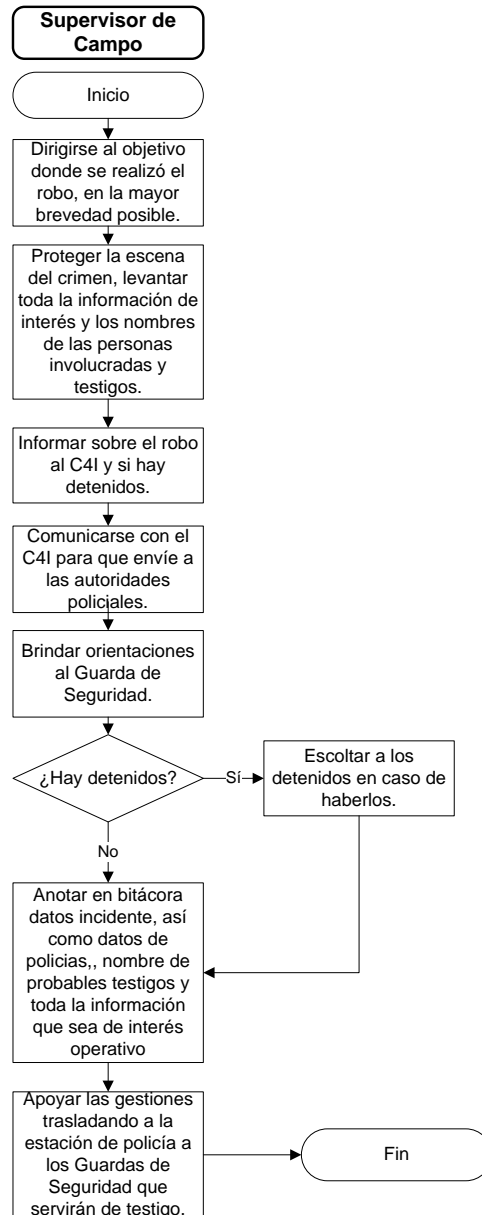 Supervisor de
Campo
Inicio
Dirigirse al objetivo
donde se realizó el
robo, en la mayor
brevedad posible.
Proteger la escena
del crimen, levantar
toda la información de
interés y los nombres
de las personas
involucradas y
testigos.
Informar sobre el robo
al C4I y si hay
detenidos.
Comunicarse con el
C4I para que envíe a
las autoridades
policiales.
Brindar orientaciones
al Guarda de
Seguridad.
¿Hay detenidos?
Sí
Escoltar a los
detenidos en caso de
haberlos.
No
Anotar en bitácora
datos incidente, así
como datos de
policias,, nombre de
probables testigos y
toda la información
que sea de interés
operativo
Apoyar las gestiones
trasladando a la
estación de policía a
los Guardas de
Seguridad que
servirán de testigo.
Fin